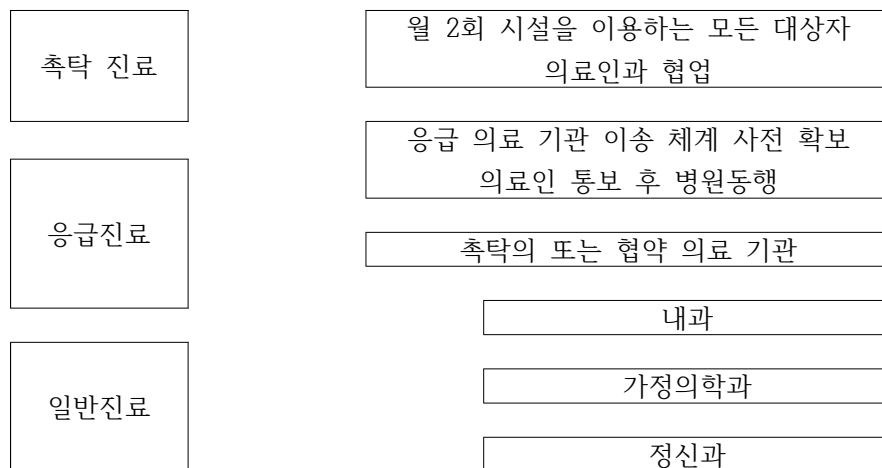 촉탁 진료
월 2회 시설을 이용하는 모든 대상자
의료인과 협업
응급진료
응급 의료 기관 이송 체계 사전 확보
의료인 통보 후 병원동행
일반진료
촉탁의 또는 협약 의료 기관
내과
가정의학과
정신과